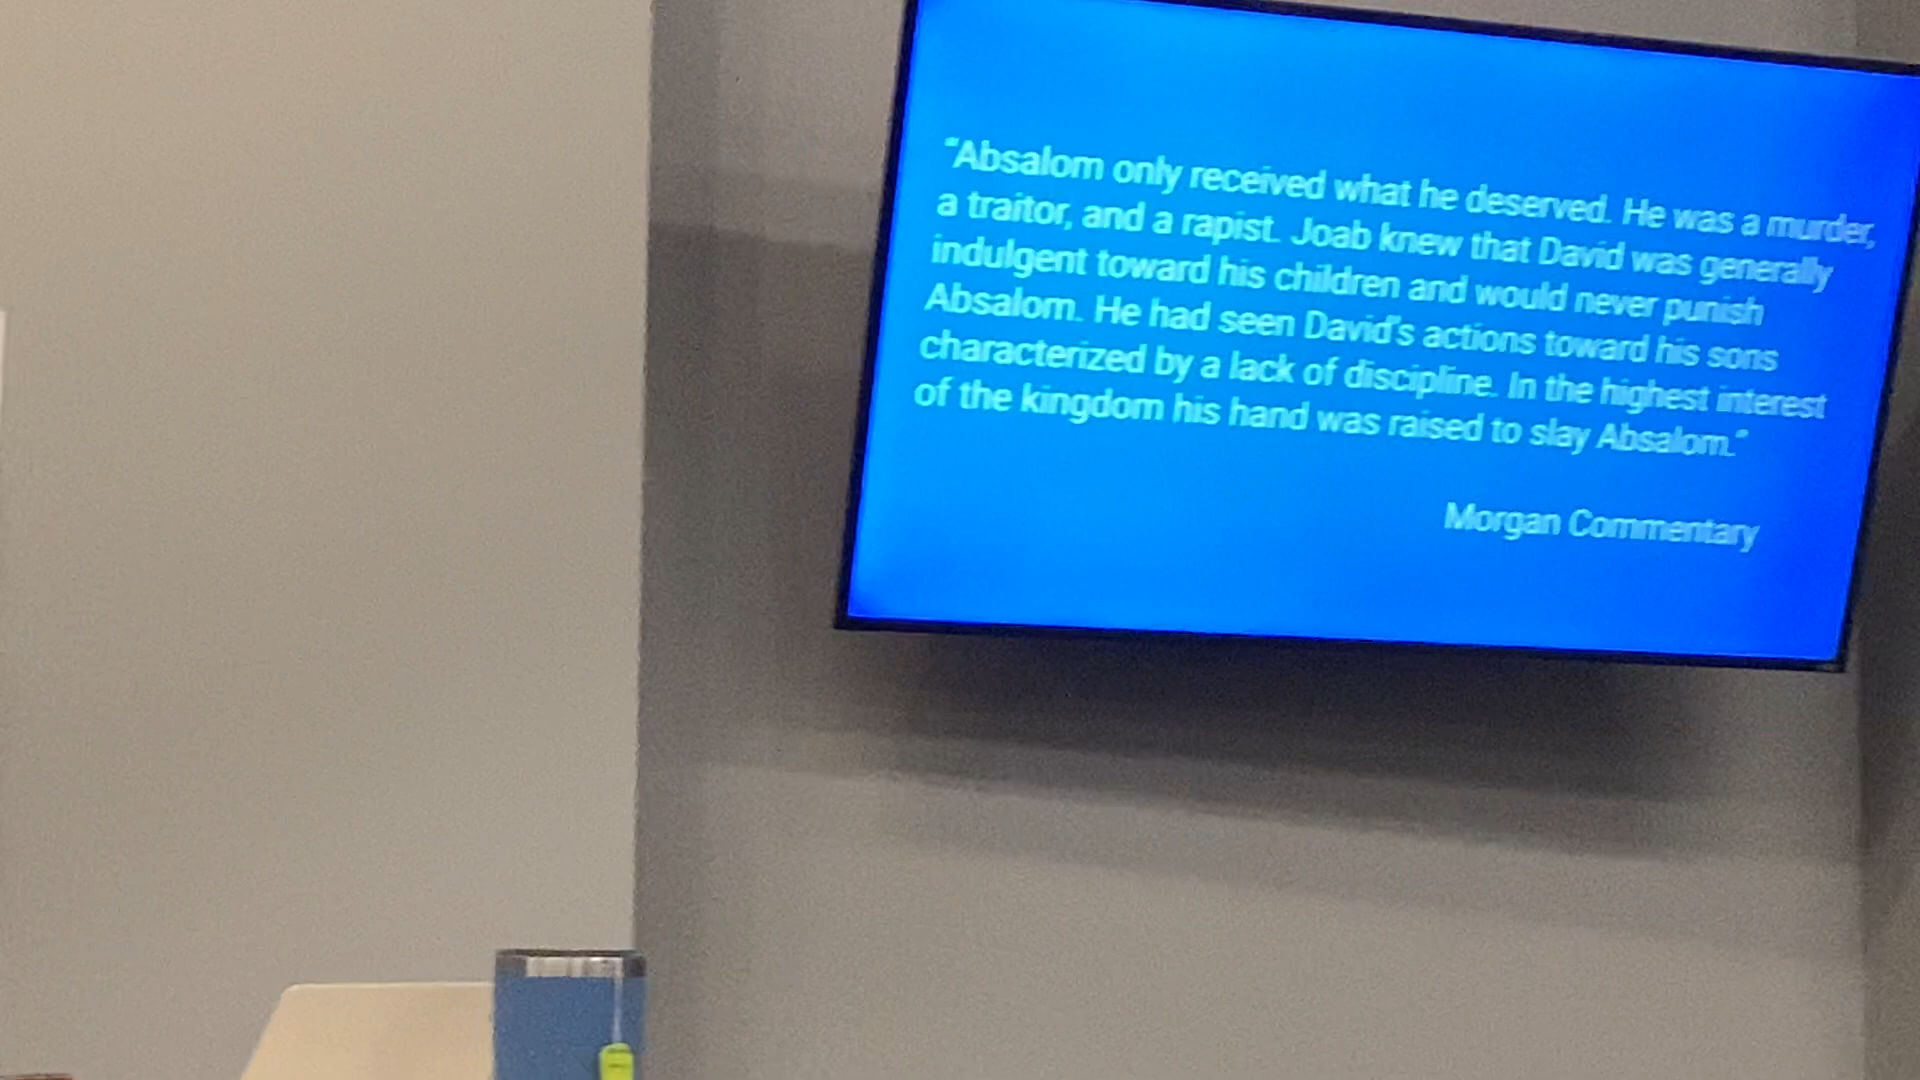 “Absalom only received what he deserved. He was a murder,
a traitor, and a rapist. Joab knew that David was generally
indulgent toward his children and would never punish
Absalom. He had seen David's actions toward his sons
characterized by a lack of discipline. In the highest interest
of the kingdom his hand was raised to slay Absalom.”
Morgan Commentary